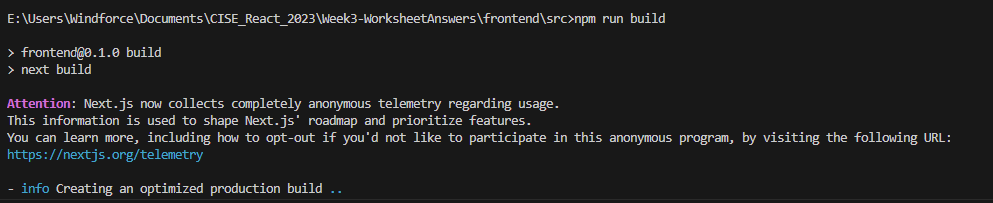 E:\Users\Windforce\Documents\CISE_React_2023\Week3-WorksheetAnswers\frontend\src>npm run build
> frontend@0.1.0 build
> next build
Attention: Next.js now collects completely anonymous telemetry regarding usage.
This information is used to shape Next.js' roadmap and prioritize features.
You can learn more, including how to opt-out if you'd not like to participate in this anonymous program, by visiting the following URL:
https://nextjs.org/telemetry
- info Creating an optimized production build ..